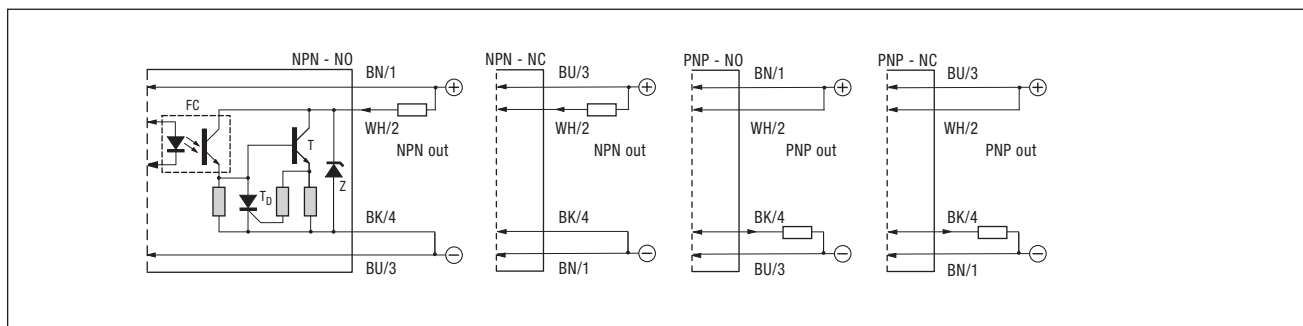 NPN - NO
BN/1
FC
WH/2
NPN out
T
Z
TD
BK/4
BU/3
+
−
NPN - NC
BU/3
WH/2
NPN out
BK/4
BN/1
+
−
PNP - NO
BN/1
WH/2
PNP out
BK/4
BU/3
+
−
PNP - NC
BU/3
WH/2
PNP out
BK/4
BN/1
+
−